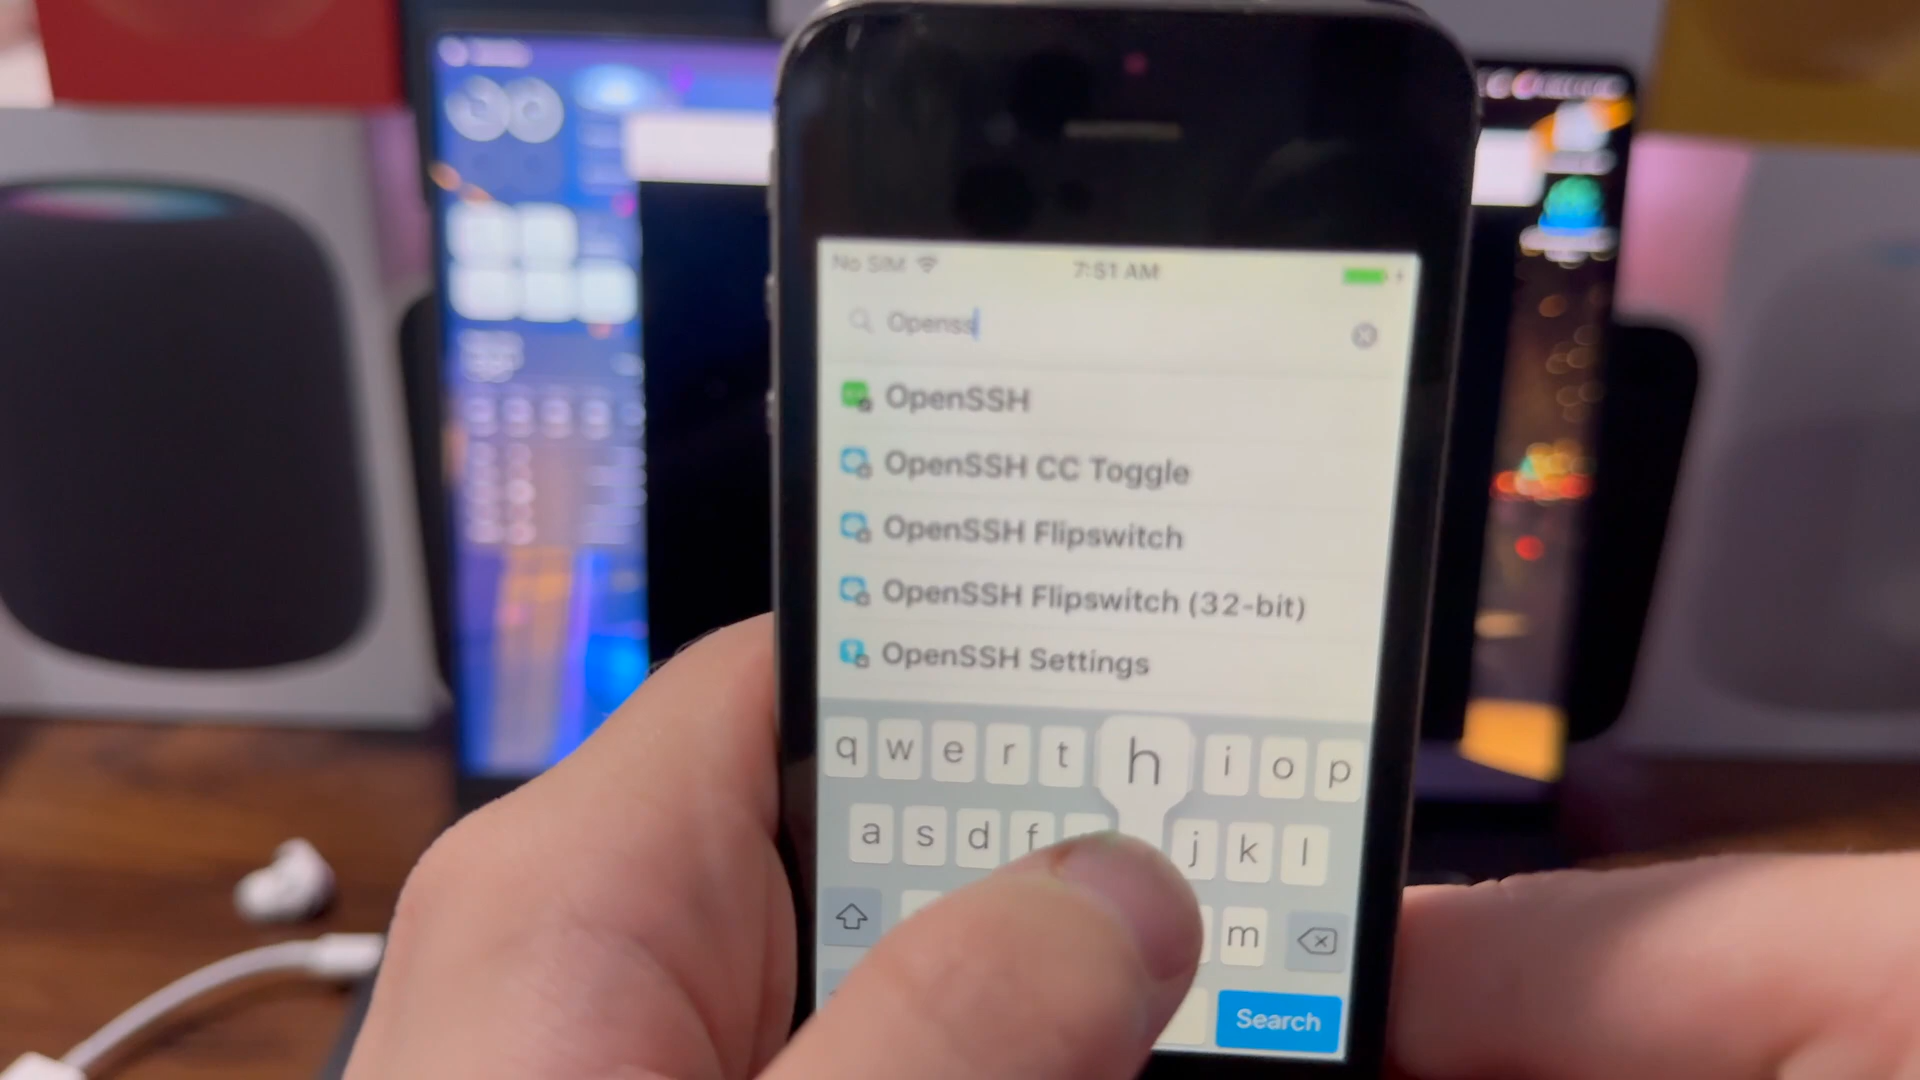 No SIM 7:51 AM
Openss
OpenSSH
OpenSSH CC Toggle
OpenSSH Flipswitch
OpenSSH Flipswitch (32-bit)
OpenSSH Settings
q w e r t h i o p
a s d f j k l
m
Search